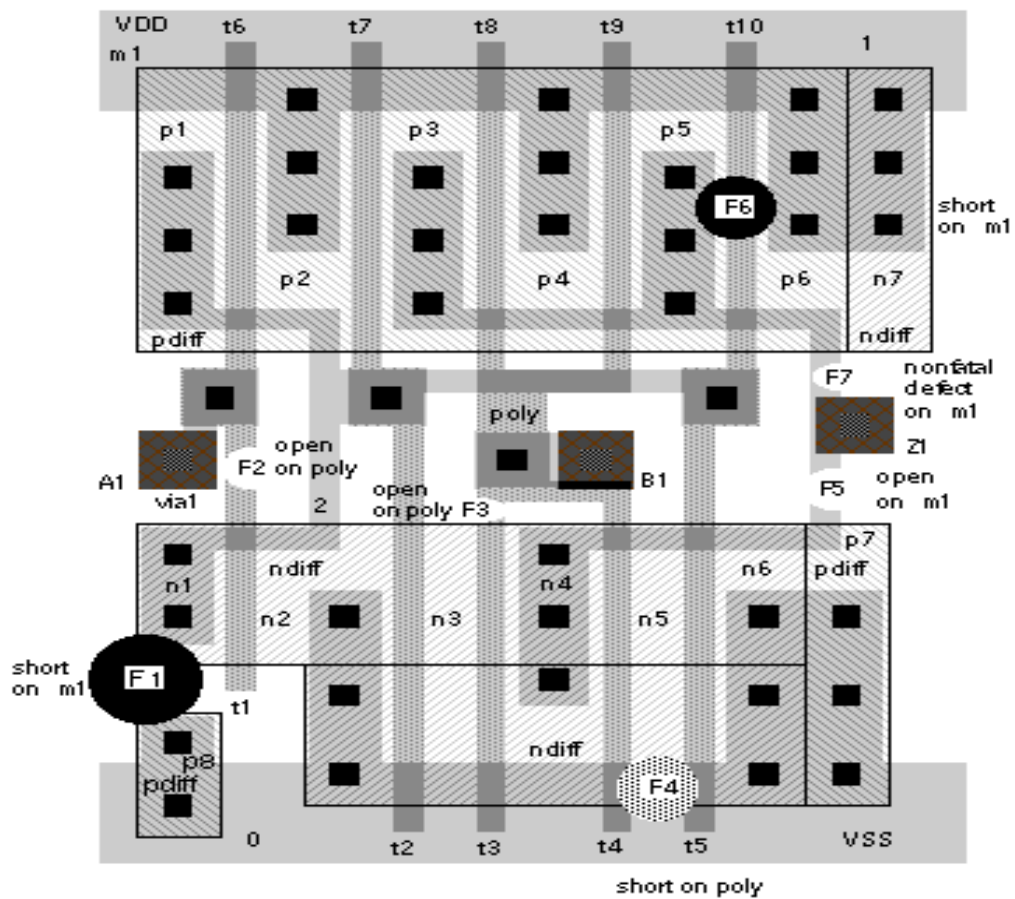 VDD t6 t7 t8 t9 t10 1
m1
p1 p3 p5
F6
short
on m1
p2 p4 p6 n7
pdiff ndiff
F7
nonfatal
defect
on m1
poly
open
on poly
F2
A1
via1
B1
Z1
open
on m1
F5
open
on poly F3
2
p7
pdiff
n1 ndiff n4 n6
n2 n3 n5
short
on m1
F1
t1
ndiff
p8
pdiff
F4
0 t2 t3 t4 t5 VSS
short on poly